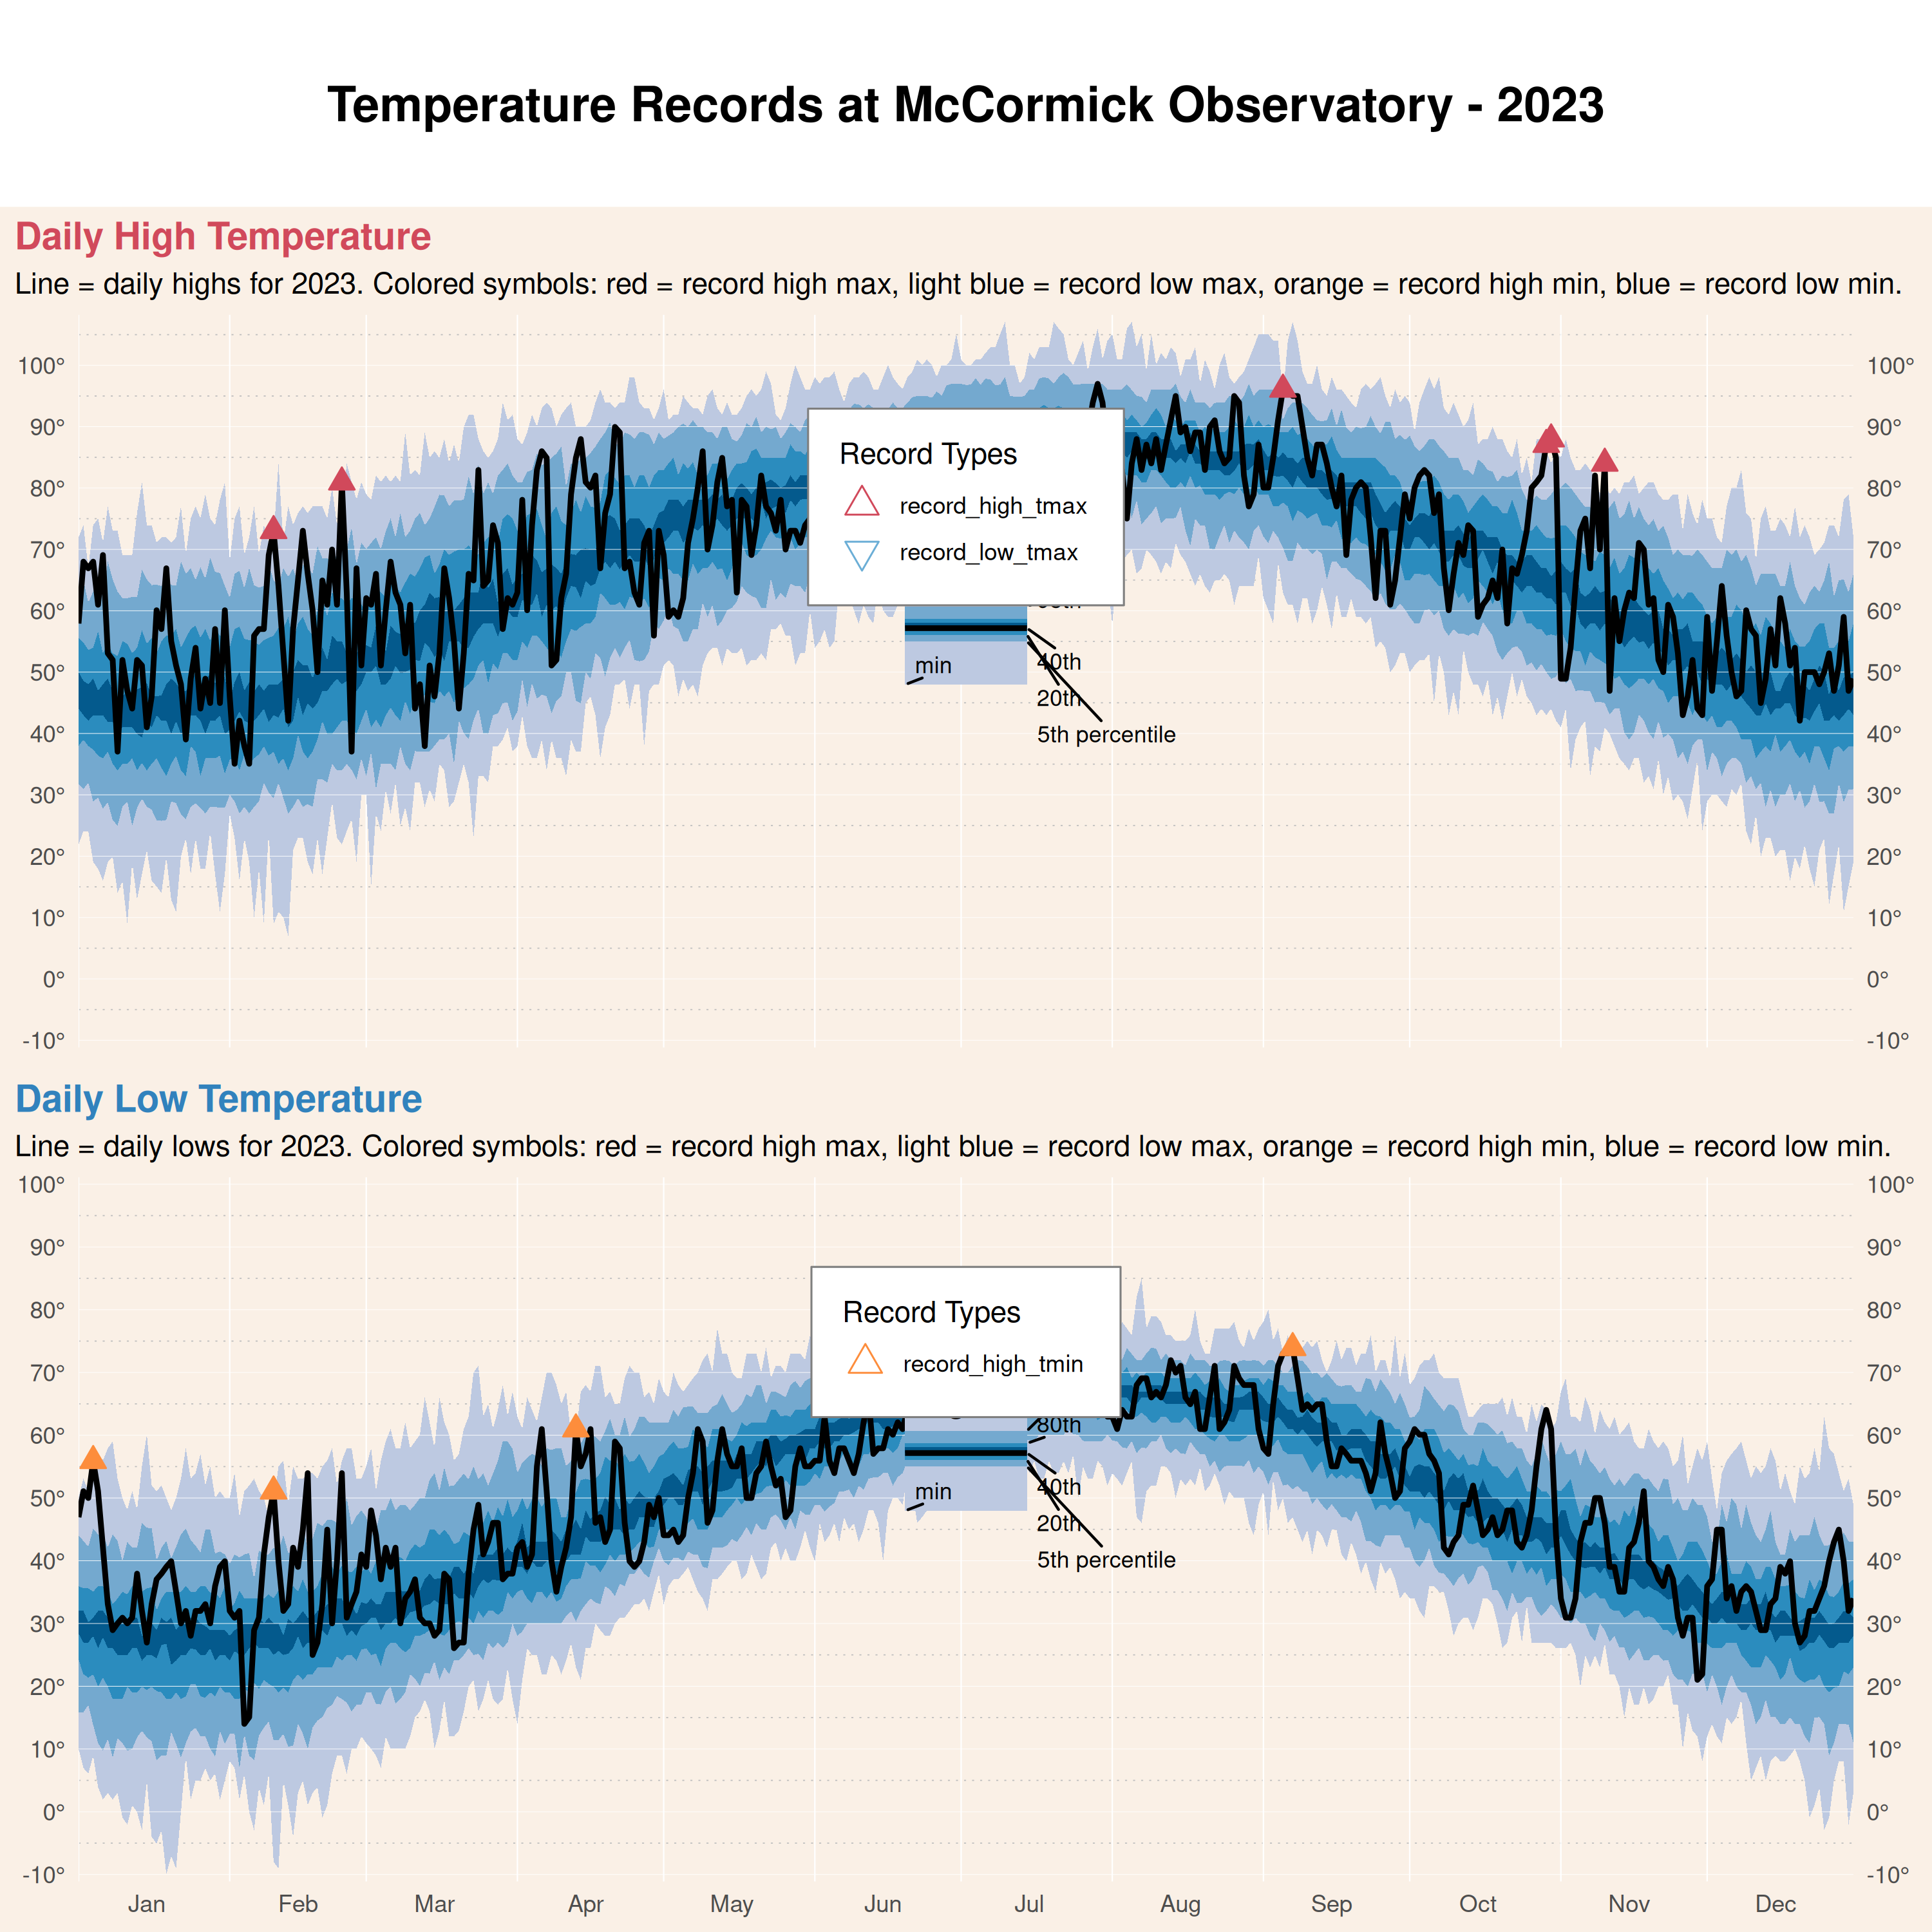 Temperature Records at McCormick Observatory - 2023
Daily High Temperature
Line = daily highs for 2023. Colored symbols: red = record high max, light blue = record low max, orange = record high min, blue = record low min.
100° 100°
90° 90°
Record Types
80° 80°
record_high_tmax
record_low_tmax
70° 70°
60° 60°
min 40th
50° 50°
20th
40° 5th percentile 40°
30° 30°
20° 20°
10° 10°
0° 0°
-10° -10°
Daily Low Temperature
Line = daily lows for 2023. Colored symbols: red = record high max, light blue = record low max, orange = record high min, blue = record low min.
100° 100°
90° 90°
80° Record Types 80°
70° record_high_tmin 70°
80th
60° 60°
40th
50° min 50°
20th
40° 5th percentile 40°
30° 30°
20° 20°
10° 10°
0° 0°
-10° -10°
Jan Feb Mar Apr May Jun Jul Aug Sep Oct Nov Dec